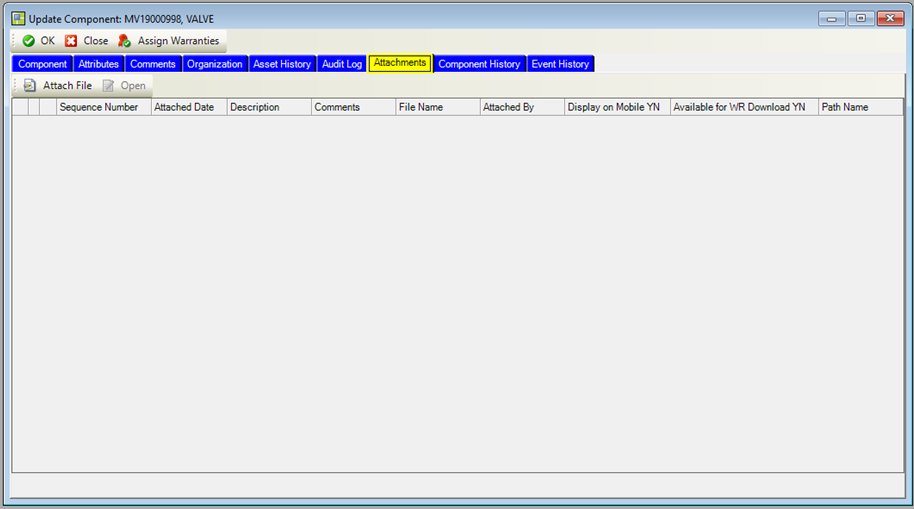 Update Component: MV19000998, VALVE
OK Close Assign Warranties
Component Attributes Comments Organization Asset History Audit Log Attachments Component History Event History
Attach File Open
Sequence Number Attached Date Description Comments File Name Attached By Display on Mobile YN Available for WR Download YN Path Name